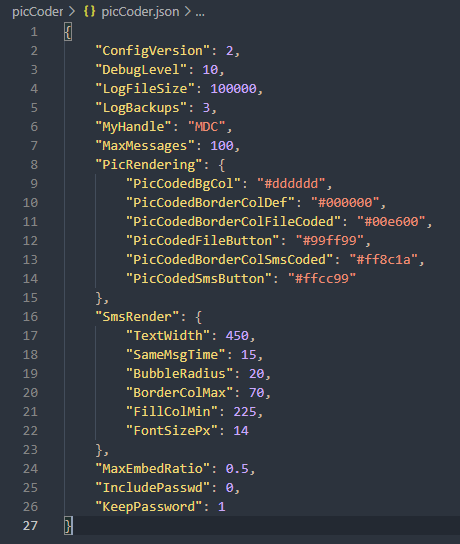 picCoder > {} picCoder.json > ...
1 {
2 "ConfigVersion": 2,
3 "DebugLevel": 10,
4 "LogFileSize": 100000,
5 "LogBackups": 3,
6 "MyHandle": "MDC",
7 "MaxMessages": 100,
8 "PicRendering": {
9 "PicCodedBgCol": "#dddddd",
10 "PicCodedBorderColDef": "#000000",
11 "PicCodedBorderColFileCoded": "#00e600",
12 "PicCodedFileButton": "#99ff99",
13 "PicCodedBorderColSmsCoded": "#ff8c1a",
14 "PicCodedSmsButton": "#ffcc99"
15 },
16 "SmsRender": {
17 "TextWidth": 450,
18 "SameMsgTime": 15,
19 "BubbleRadius": 20,
20 "BorderColMax": 70,
21 "FillColMin": 225,
22 "FontSizePx": 14
23 },
24 "MaxEmbedRatio": 0.5,
25 "IncludePasswd": 0,
26 "KeepPassword": 1
27 }